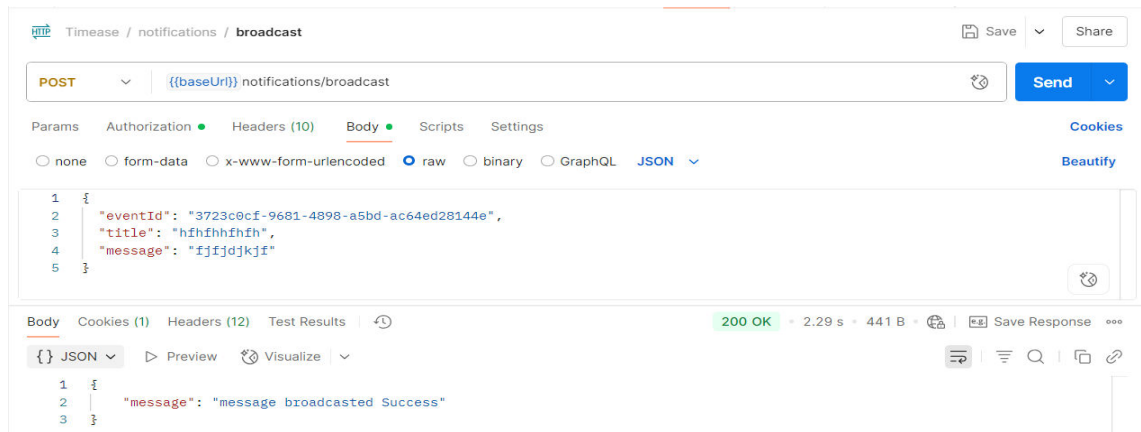 HTTP Timease / notifications / broadcast Save Share
POST {{baseUrl}} notifications/broadcast Send
Params Authorization Headers (10) Body Scripts Settings Cookies
none form-data x-www-form-urlencoded raw binary GraphQL JSON Beautify
1 {
2 "eventId": "3723c0cf-9681-4898-a5bd-ac64ed28144e",
3 "title": "hfhfhhfhfh",
4 "message": "fjfjdjkjf"
5 }
Body Cookies (1) Headers (12) Test Results 200 OK 2.29 s 441 B e.g. Save Response
{} JSON Preview Visualize
1 {
2 "message": "message broadcasted Success"
3 }